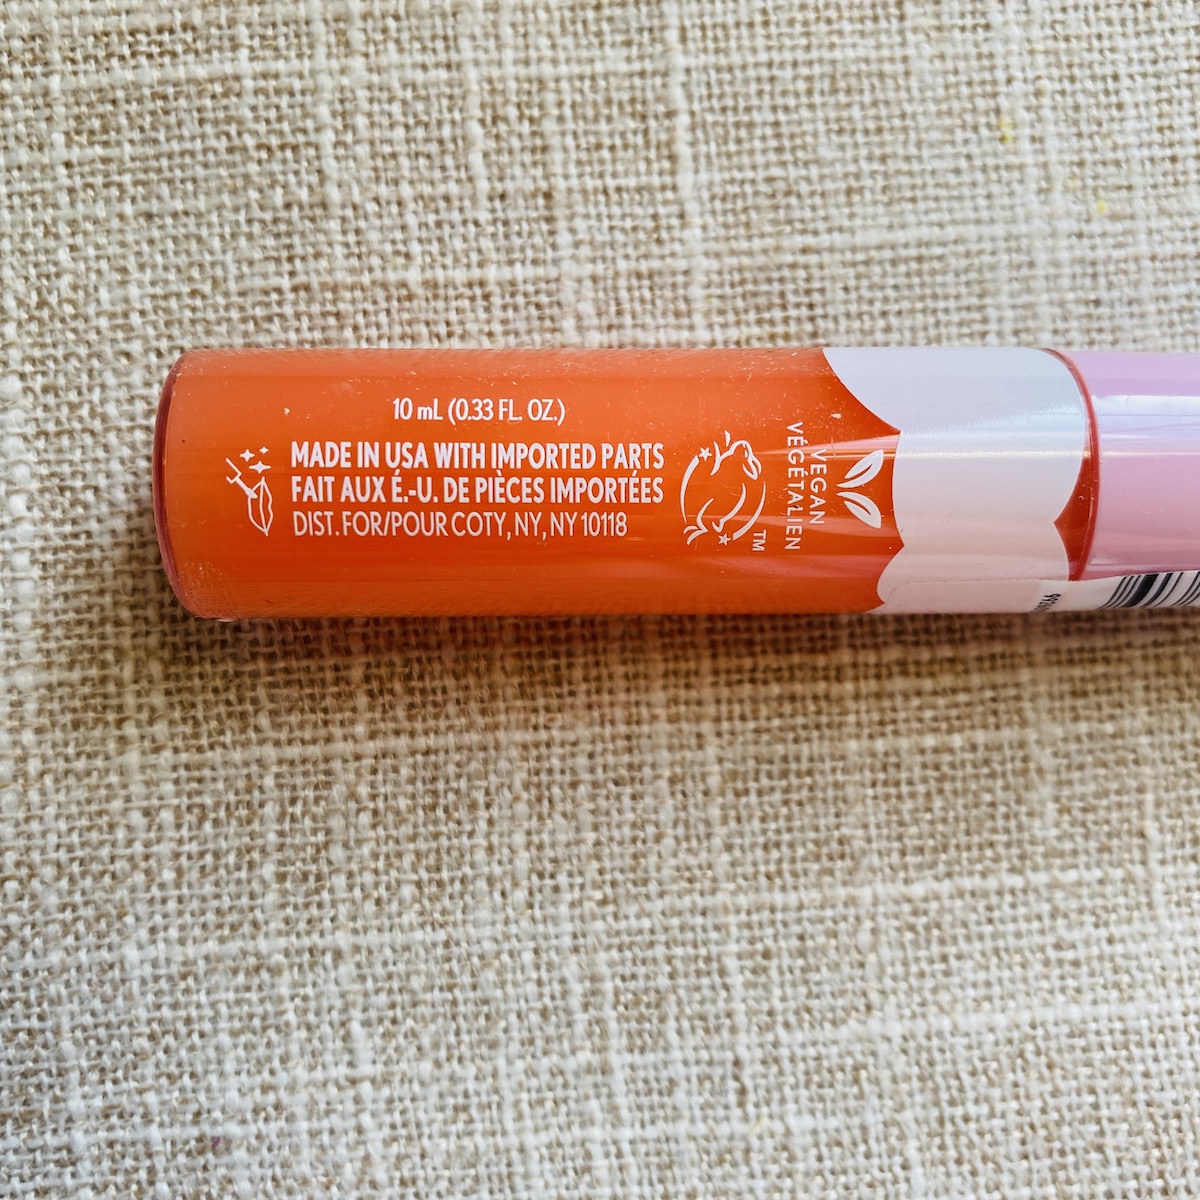 10 mL (0.33 FL. OZ.)
MADE IN USA WITH IMPORTED PARTS
FAIT AUX É.-U. DE PIÈCES IMPORTÉES
DIST. FOR/POUR COTY, NY, NY 10118
TM
VEGAN
VÉGÉTALIEN